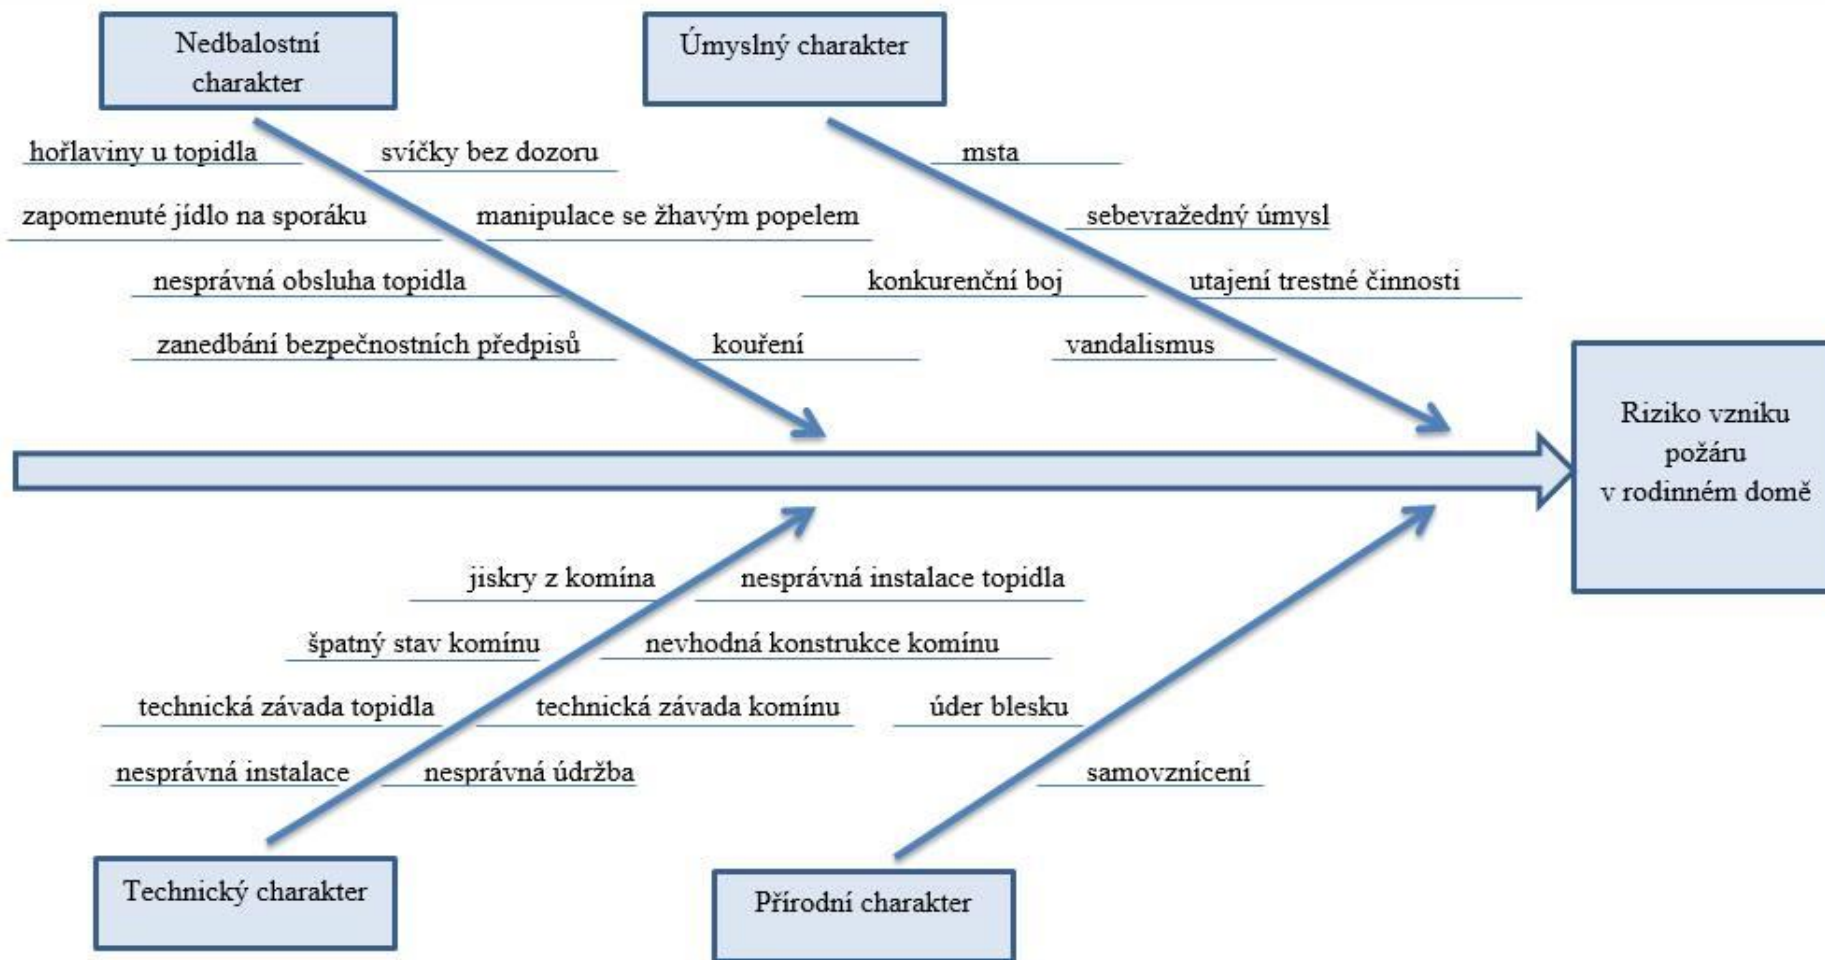 Nedbalostní
charakter
Úmyslný charakter
hořlaviny u topidla
svíčky bez dozoru
msta
zapomenuté jídlo na sporáku
manipulace se žhavým popelem
sebevražedný úmysl
nesprávná obsluha topidla
konkurenční boj
utajení trestné činnosti
zanedbání bezpečnostních předpisů
kouření
vandalismus
Riziko vzniku
požáru
v rodinném domě
jiskry z komína
nesprávná instalace topidla
špatný stav komínu
nevhodná konstrukce komínu
technická závada topidla
technická závada komínu
úder blesku
nesprávná instalace
nesprávná údržba
samovznícení
Technický charakter
Přírodní charakter